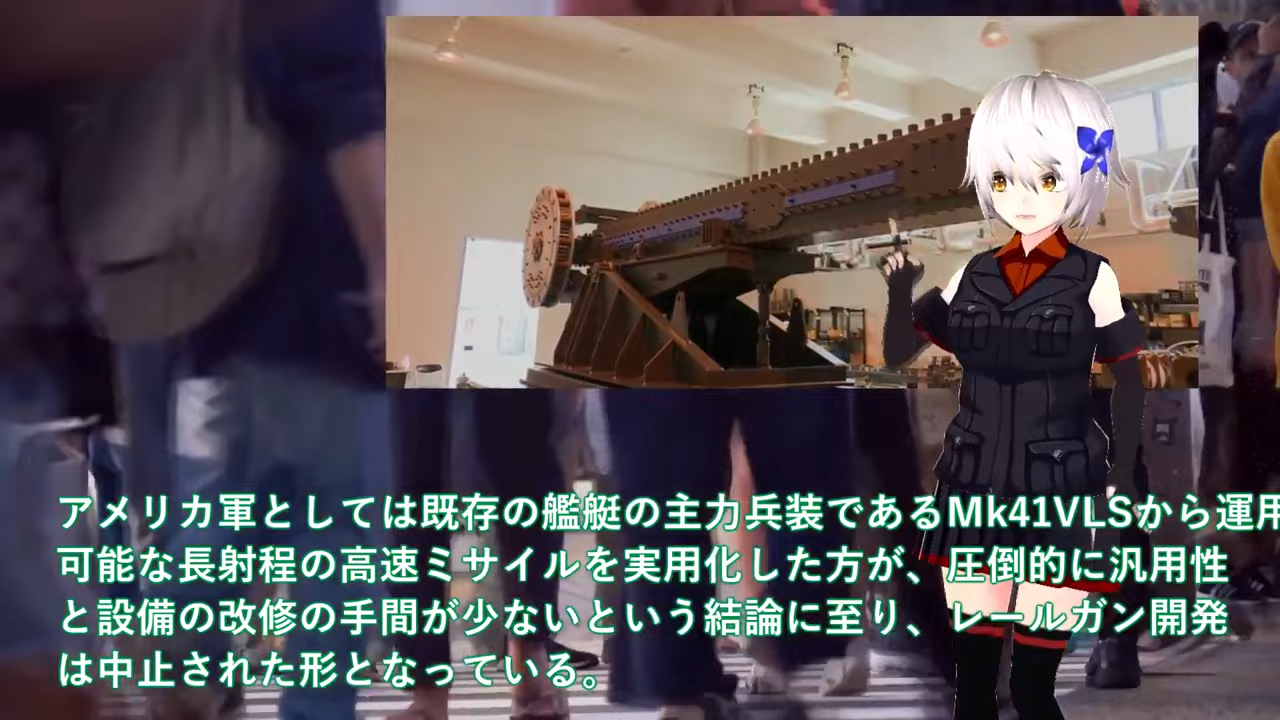 アメリカ軍としては既存の艦艇の主力兵装であるMk41VLSから運用
可能な長射程の高速ミサイルを実用化した方が、圧倒的に汎用性
と設備の改修の手間が少ないという結論に至り、レールガン開発
は中止された形となっている。